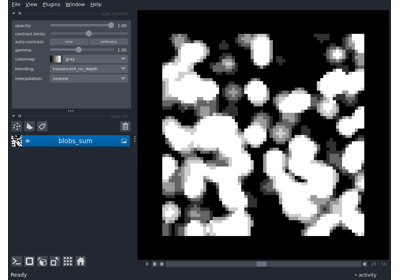 File View Plugins Window Help
opacity: 1.00
contrast limits:
auto-contrast: once continuous
gamma: 1.00
colormap: gray
blending: translucent_no_depth
interpolation: nearest
blobs_sum
Ready
activity